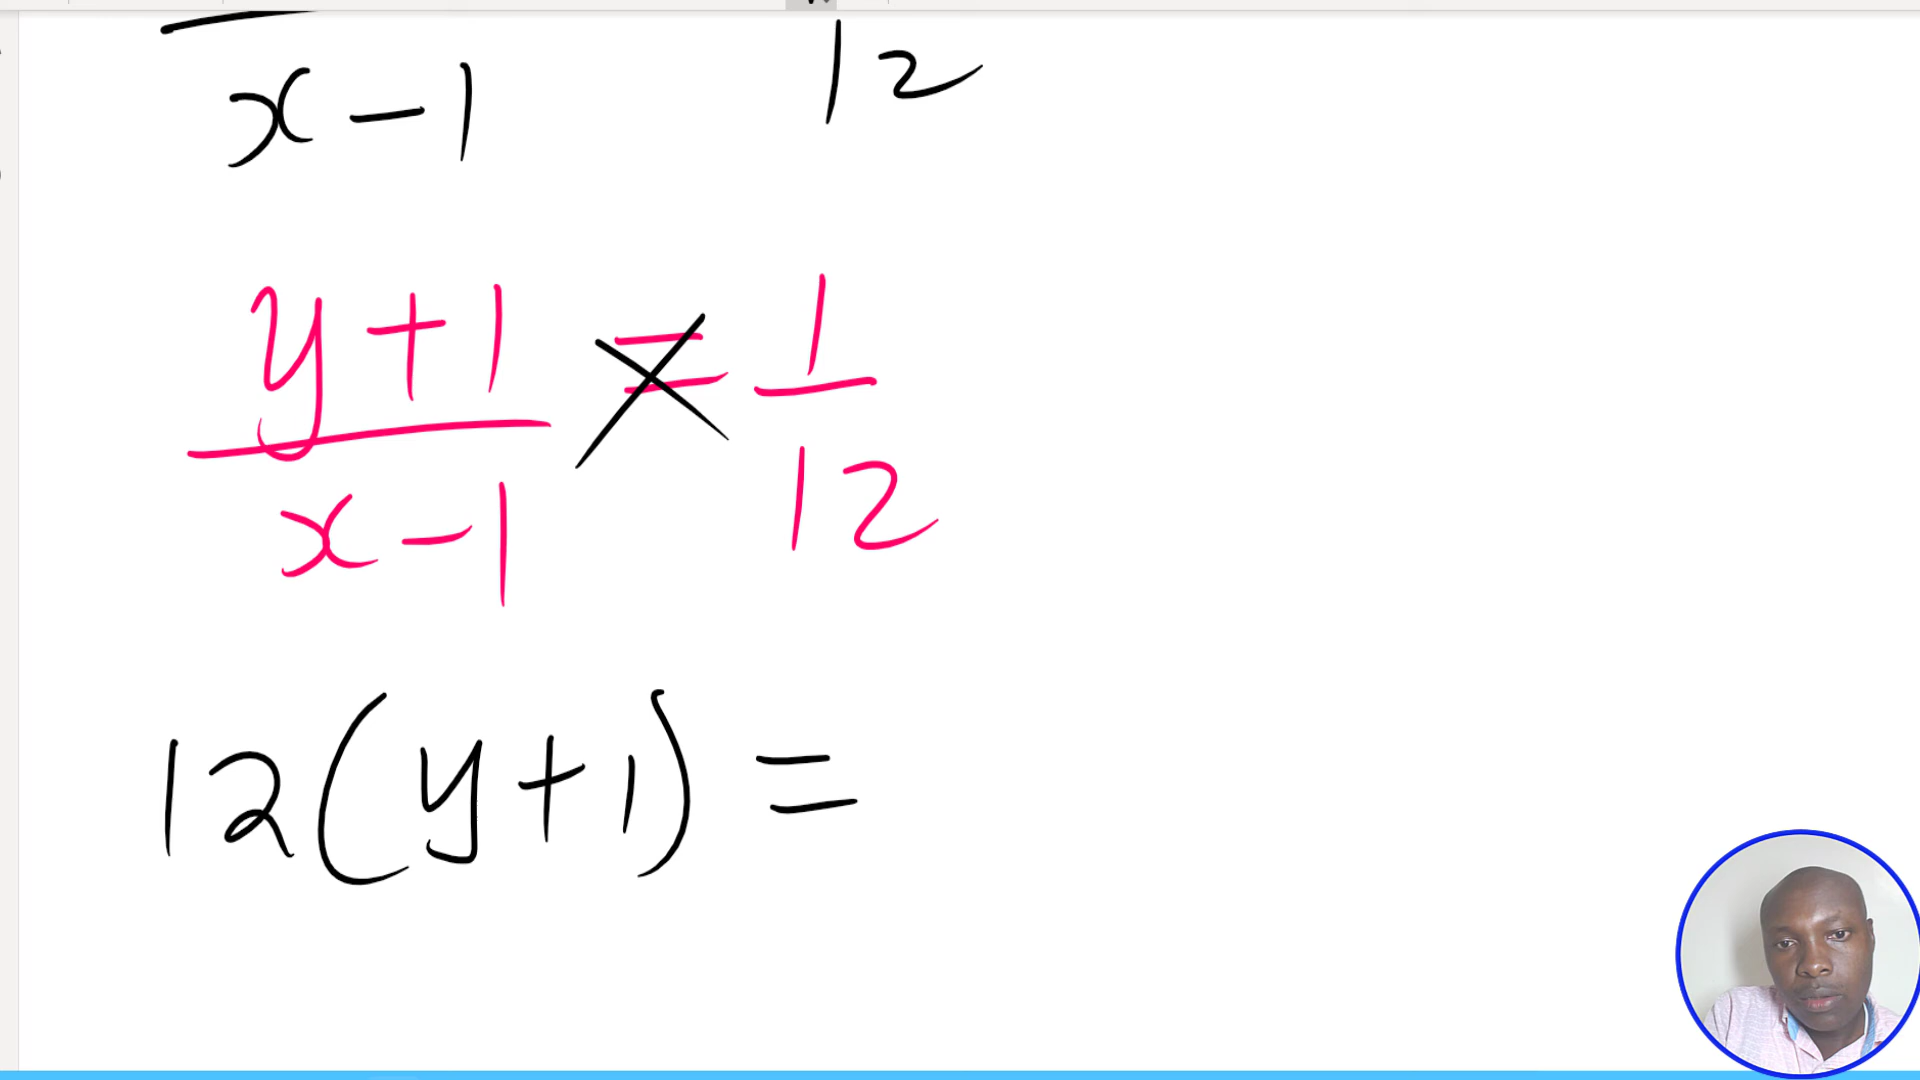 x - 1    12
y + 1 = 1
x - 1    12
12(y + 1) =